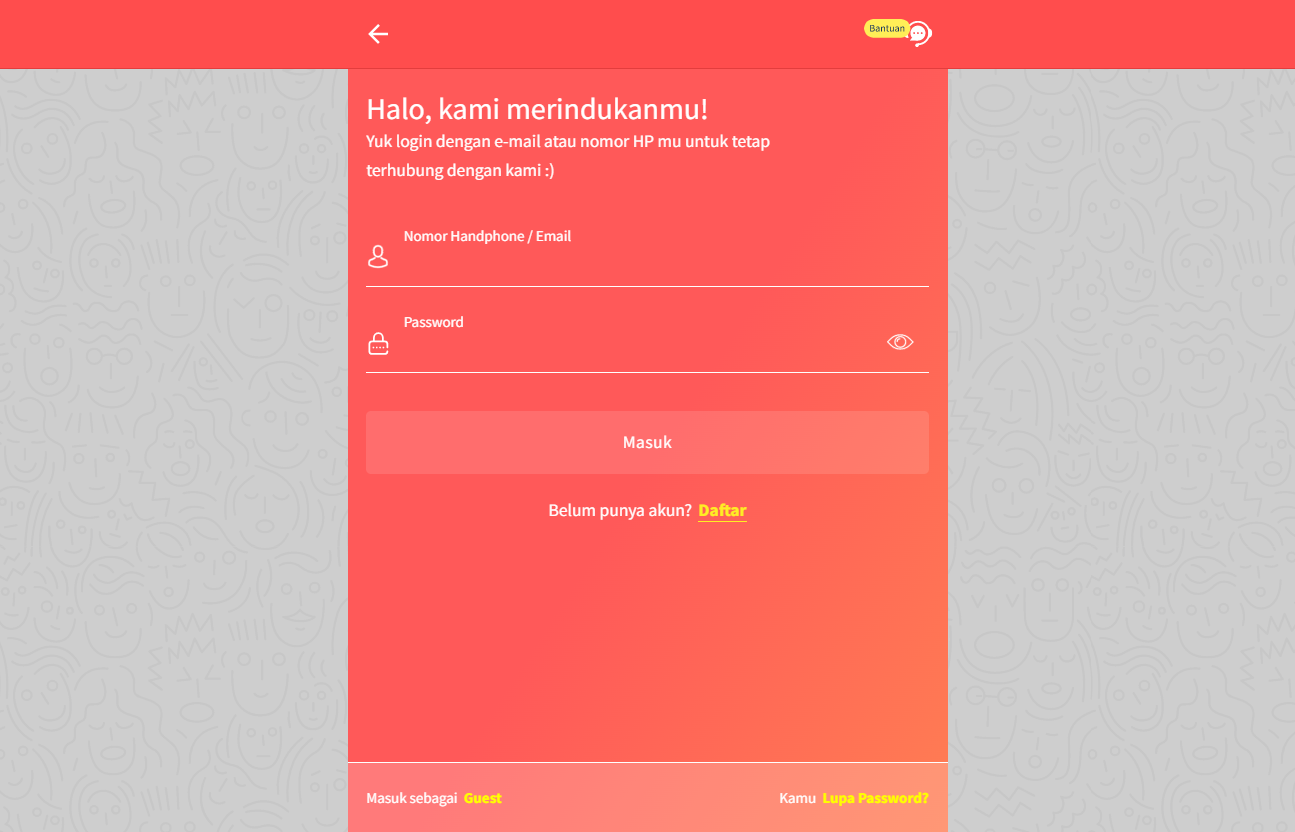 Bantuan
Halo, kami merindukanmu!
Yuk login dengan e-mail atau nomor HP mu untuk tetap
terhubung dengan kami :)
Nomor Handphone / Email
Password
Masuk
Belum punya akun? Daftar
Masuk sebagai Guest
Kamu Lupa Password?